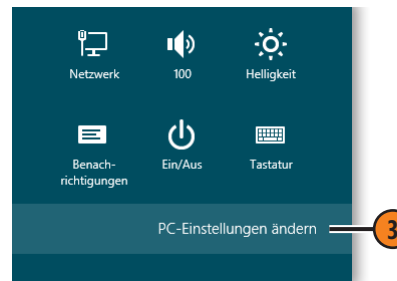 Netzwerk
100
Helligkeit
Benach-
richtigungen
Ein/Aus
Tastatur
PC-Einstellungen ändern
3